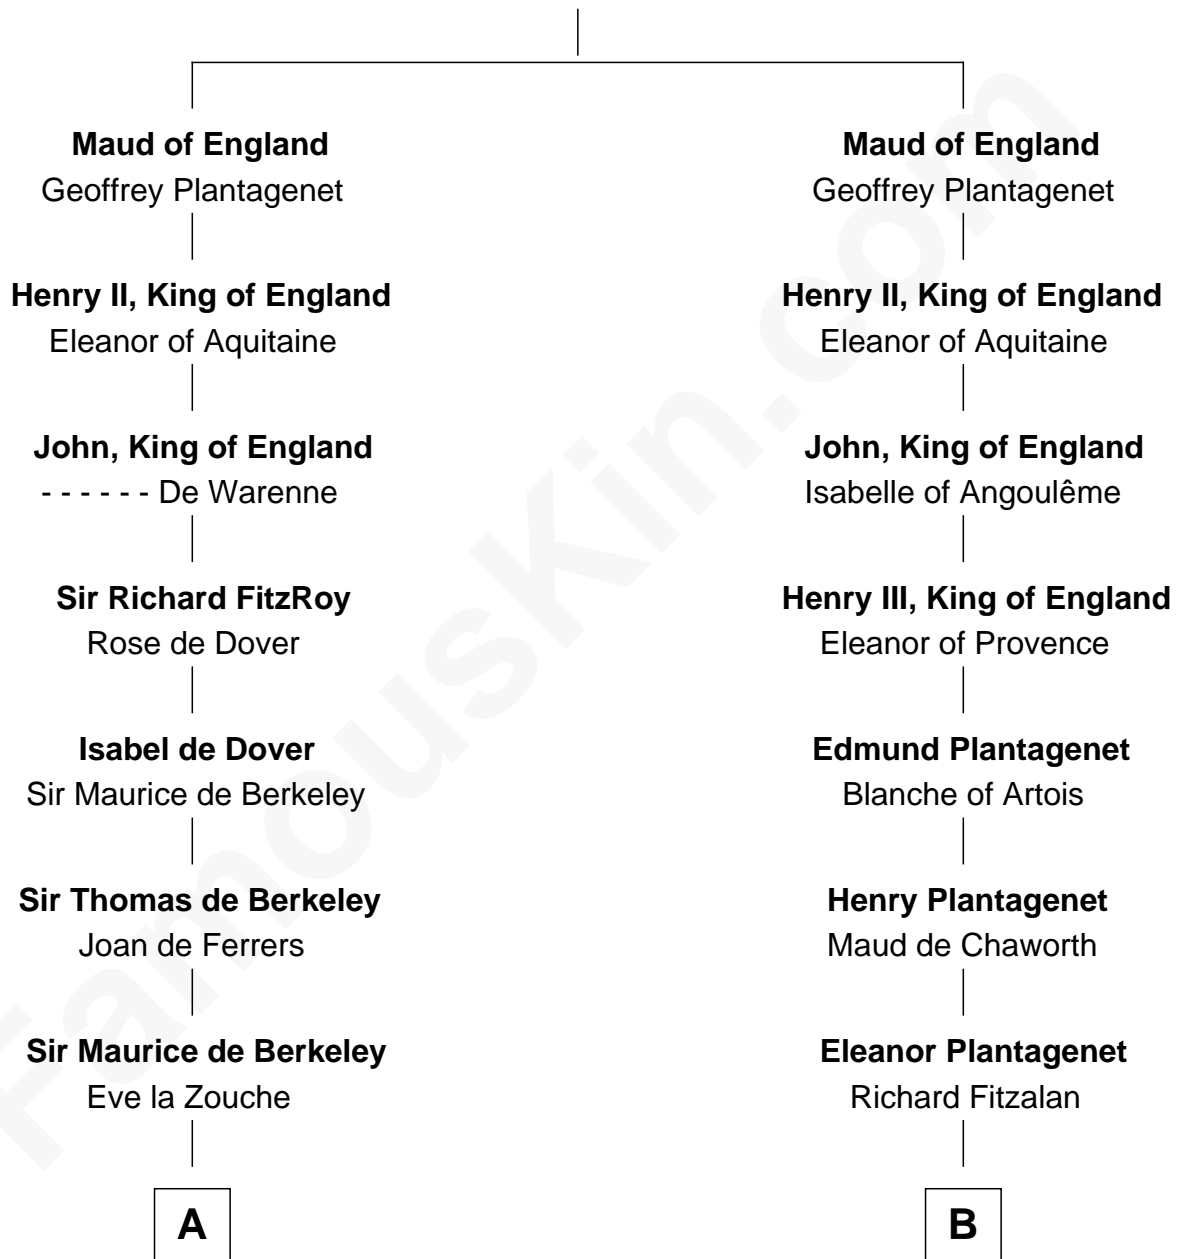 Maud of England
Geoffrey Plantagenet
Henry II, King of England
Eleanor of Aquitaine
John, King of England
- - - - - - De Warenne
Sir Richard FitzRoy
Rose de Dover
Isabel de Dover
Sir Maurice de Berkeley
Sir Thomas de Berkeley
Joan de Ferrers
Sir Maurice de Berkeley
Eve la Zouche
A
Maud of England
Geoffrey Plantagenet
Henry II, King of England
Eleanor of Aquitaine
John, King of England
Isabelle of Angoulême
Henry III, King of England
Eleanor of Provence
Edmund Plantagenet
Blanche of Artois
Henry Plantagenet
Maud de Chaworth
Eleanor Plantagenet
Richard Fitzalan
B
FamousKin.com